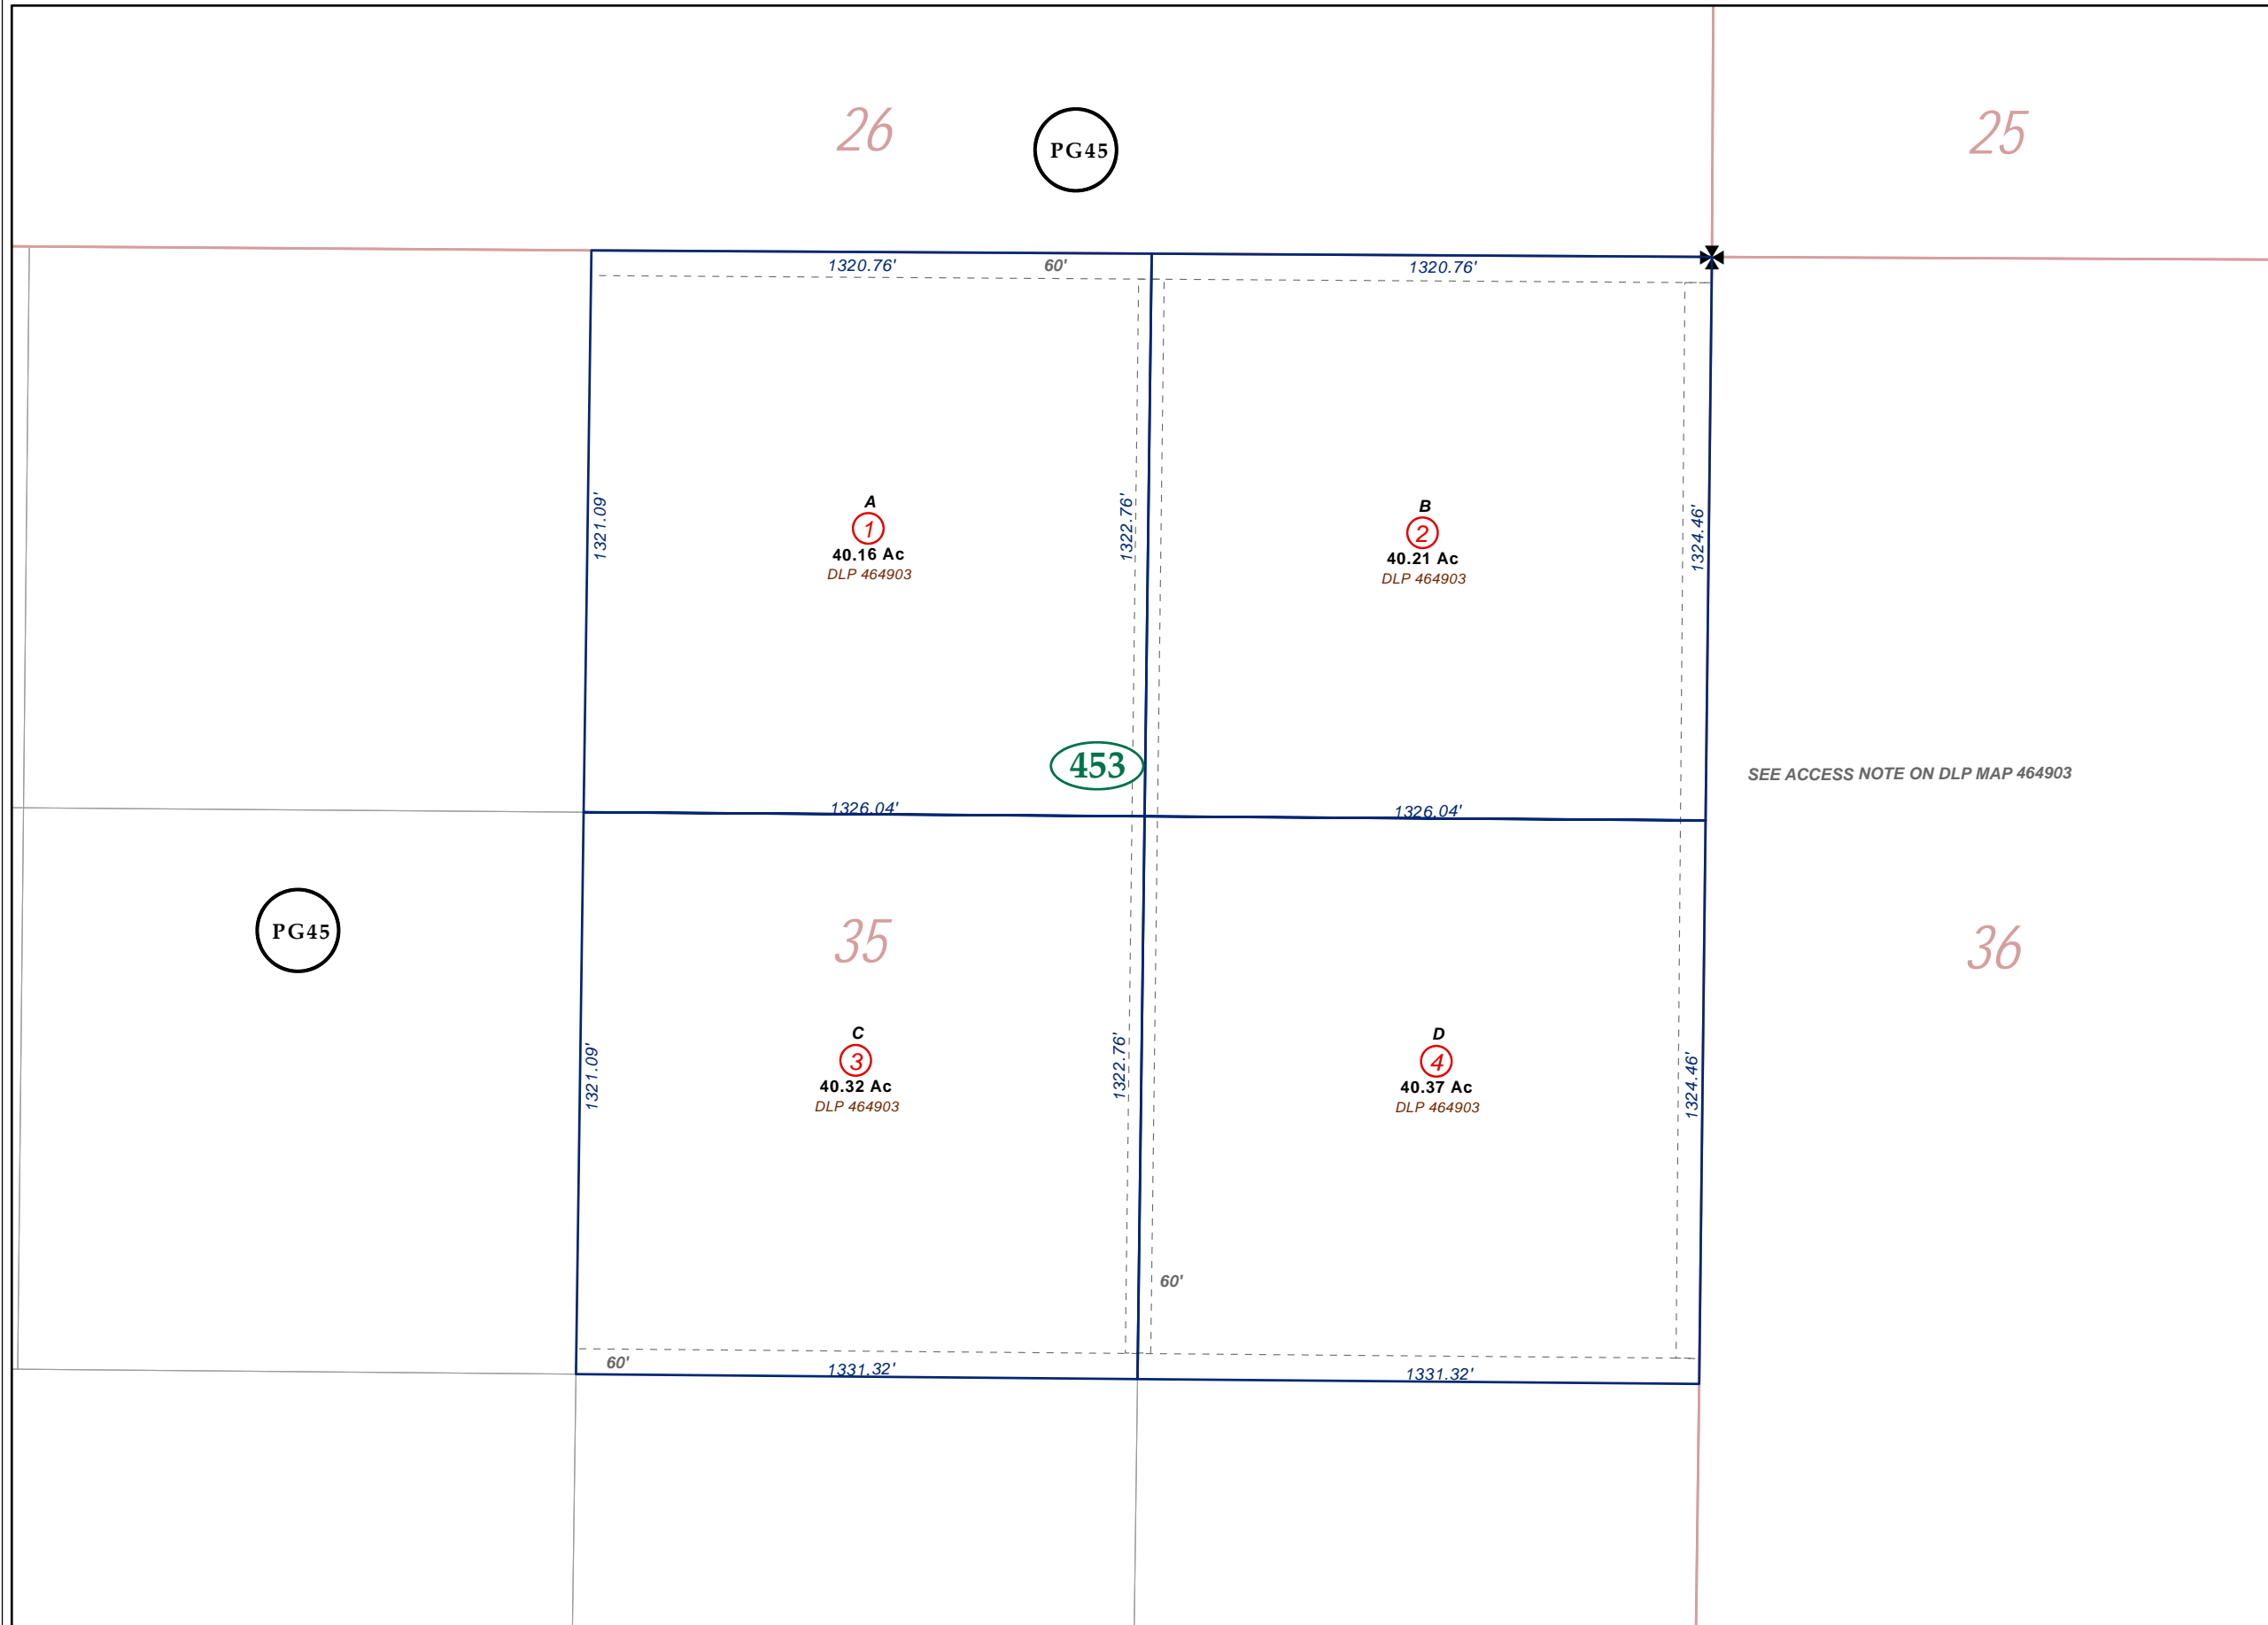 26
PG45
25
1320.76'
60'
1320.76'
1321.09'
A
1
40.16 Ac
DLP 464903
1322.76'
B
2
40.21 Ac
DLP 464903
1324.46'
453
SEE ACCESS NOTE ON DLP MAP 464903
1326.04'
1326.04'
PG45
35
36
1321.09'
C
3
40.32 Ac
DLP 464903
1322.76'
D
4
40.37 Ac
DLP 464903
1324.46'
60'
60'
1331.32'
1331.32'